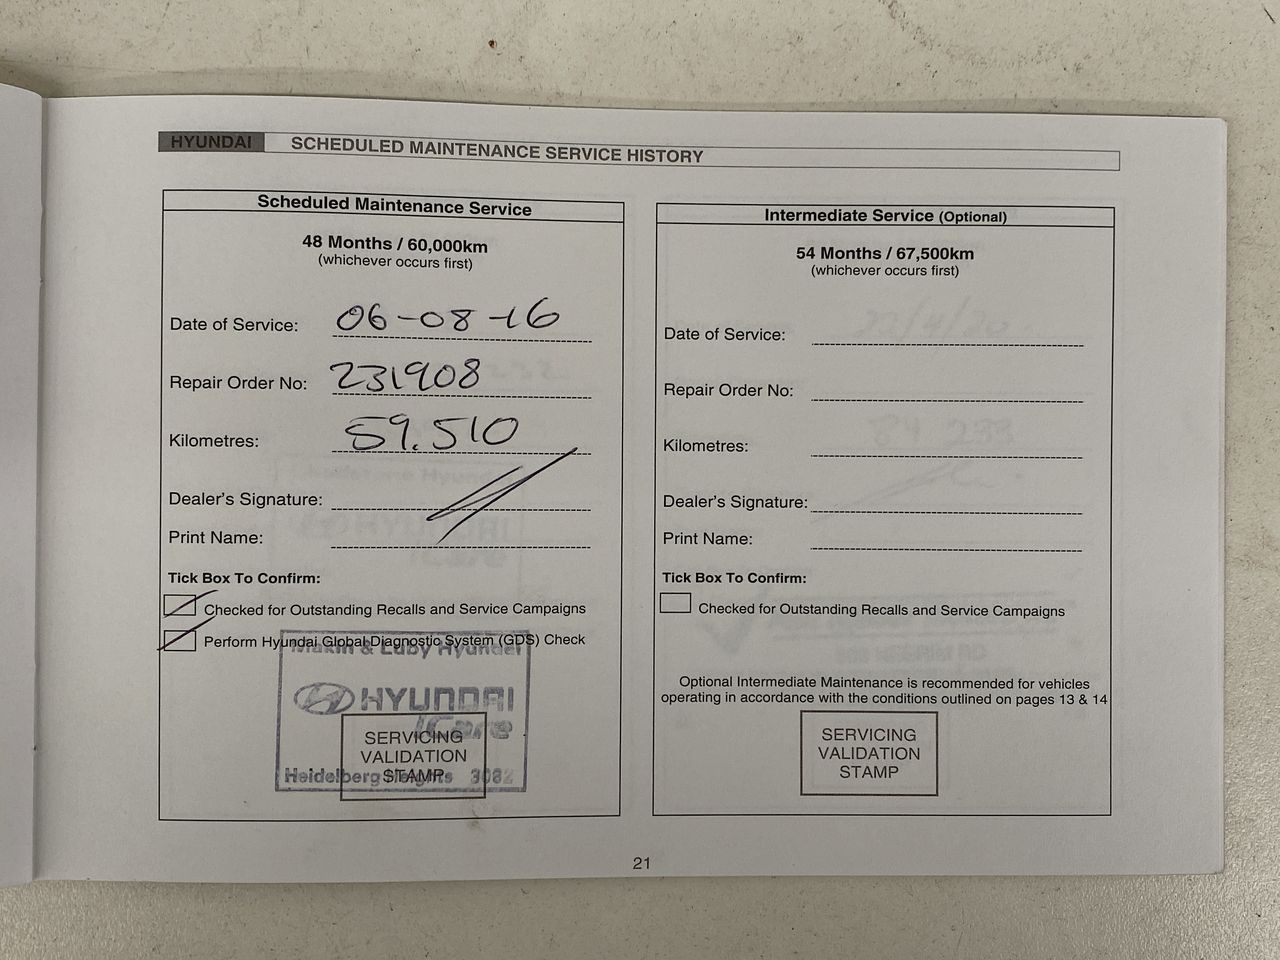 HYUNDAI SCHEDULED MAINTENANCE SERVICE HISTORY
Scheduled Maintenance Service
48 Months / 60,000km
(whichever occurs first)
Date of Service: 06-08-16
Repair Order No: 231908
Kilometres: 59.510
Dealer's Signature:
Print Name:
Tick Box To Confirm:
Checked for Outstanding Recalls and Service Campaigns
Perform Hyundai Global Diagnostic System (GDS) Check
Hyundai
HYUNDAI
iCare
SERVICING
VALIDATION
STAMP
Heidelberg Heights 3082
Intermediate Service (Optional)
54 Months / 67,500km
(whichever occurs first)
Date of Service:
Repair Order No:
Kilometres:
Dealer's Signature:
Print Name:
Tick Box To Confirm:
Checked for Outstanding Recalls and Service Campaigns
Optional Intermediate Maintenance is recommended for vehicles
operating in accordance with the conditions outlined on pages 13 & 14
SERVICING
VALIDATION
STAMP
21